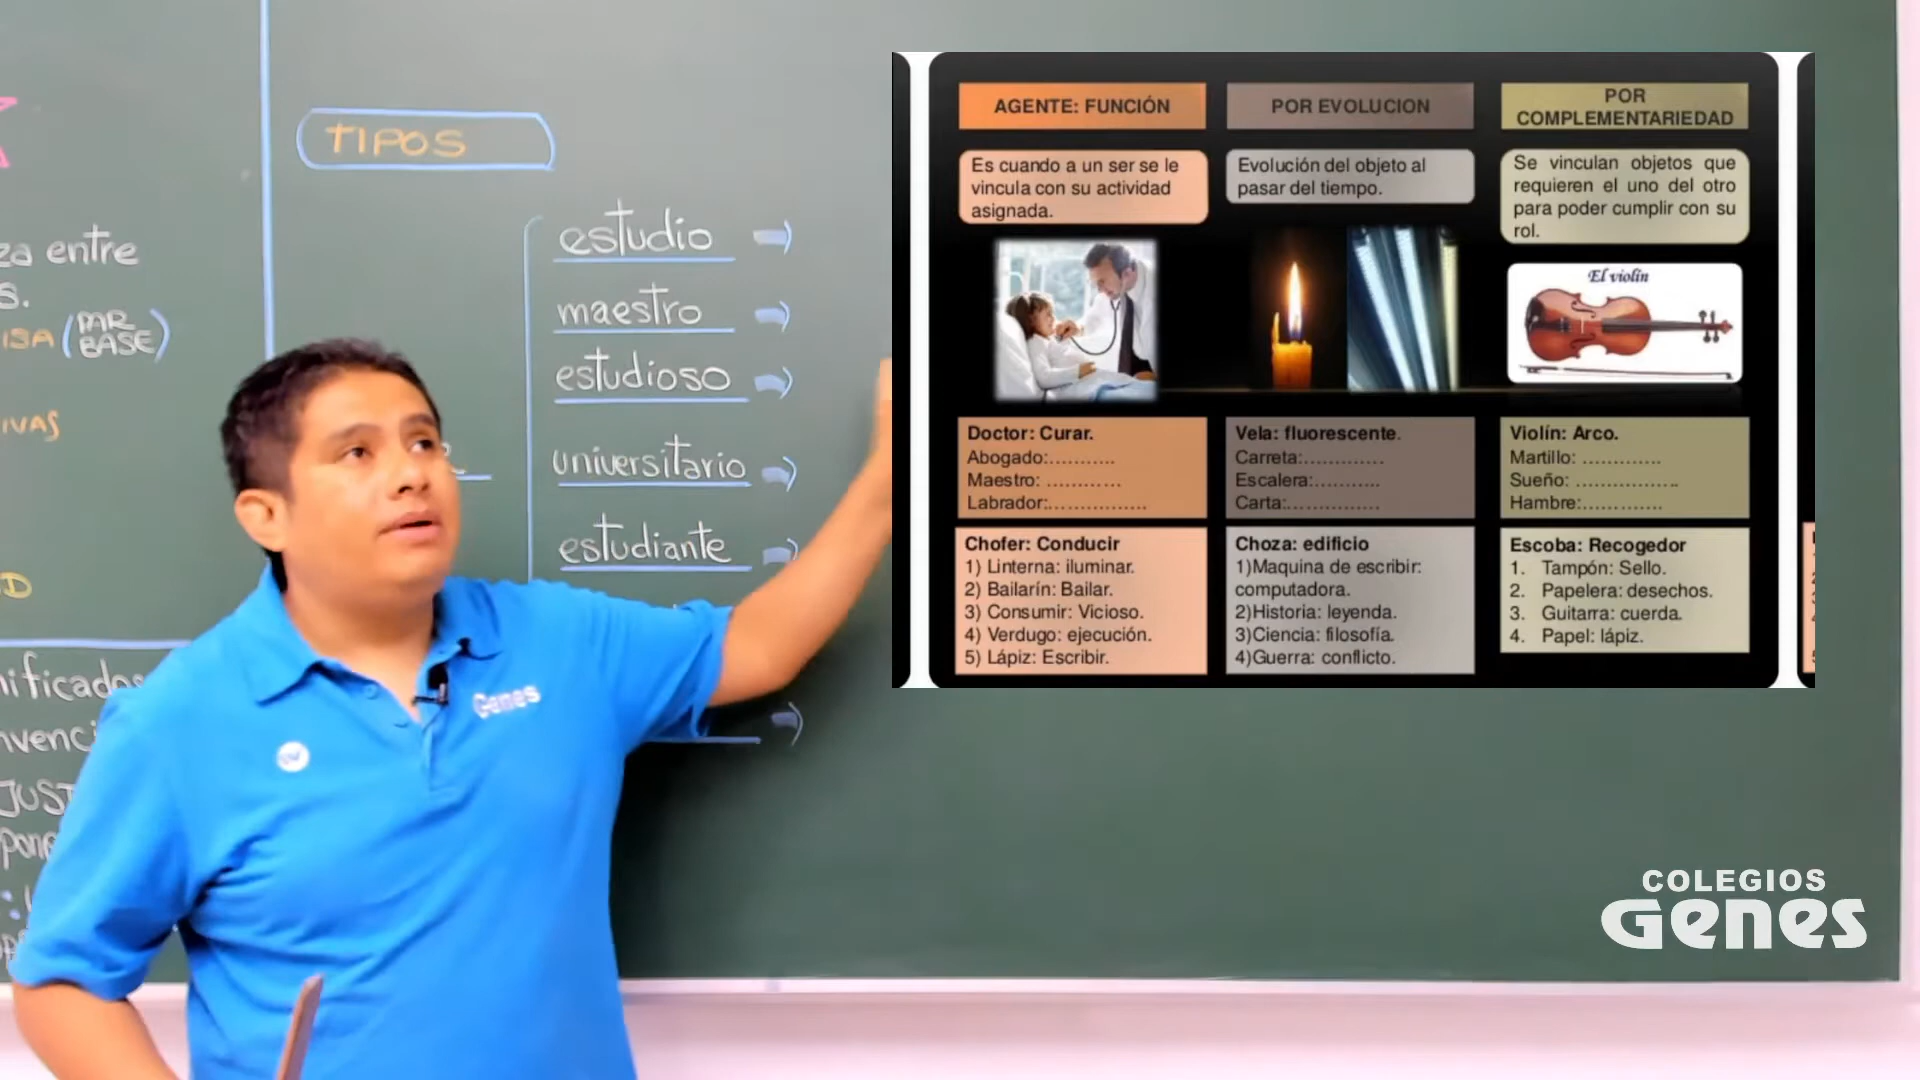 TIPOS
za entre
s.
ISA (PAR
BASE)
IVAS
D
nificados
nvenci
JUST
pone
estudio
maestro
estudioso
universitario
estudiante
Genes
AGENTE: FUNCIÓN
Es cuando a un ser se le
vincula con su actividad
asignada.
Doctor: Curar.
Abogado:...........
Maestro: ............
Labrador:................
Chofer: Conducir
1) Linterna: iluminar.
2) Bailarín: Bailar.
3) Consumir: Vicioso.
4) Verdugo: ejecución.
5) Lápiz: Escribir.
POR EVOLUCION
Evolución del objeto al
pasar del tiempo.
Vela: fluorescente.
Carreta:.............
Escalera:...........
Carta:...............
Choza: edificio
1)Maquina de escribir:
computadora.
2)Historia: leyenda.
3)Ciencia: filosofía.
4)Guerra: conflicto.
POR
COMPLEMENTARIEDAD
Se vinculan objetos que
requieren el uno del otro
para poder cumplir con su
rol.
El violín
Violín: Arco.
Martillo: .............
Sueño: .................
Hambre:.............
Escoba: Recogedor
1. Tampón: Sello.
2. Papelera: desechos.
3. Guitarra: cuerda.
4. Papel: lápiz.
COLEGIOS
Genes